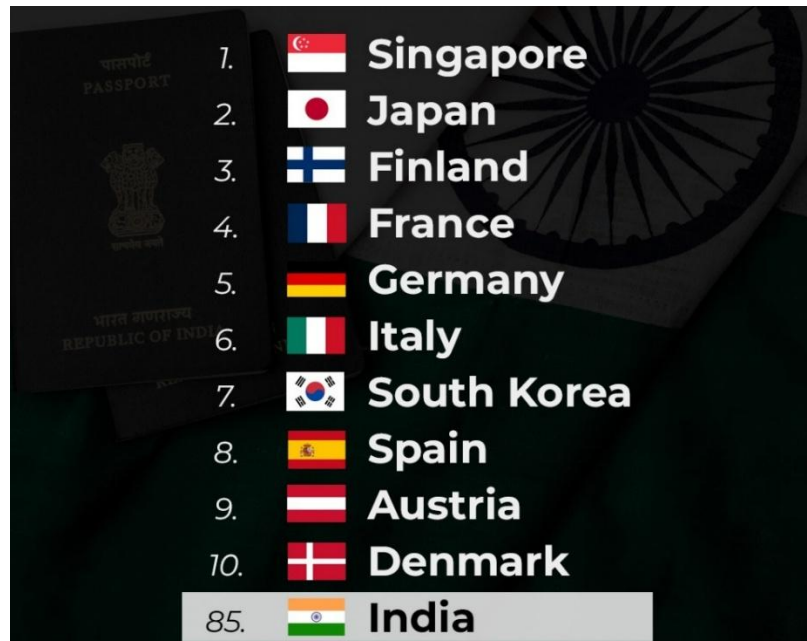 पासपोर्ट
PASSPORT
भारत गणराज्य
REPUBLIC OF INDIA
1. Singapore
2. Japan
3. Finland
4. France
5. Germany
6. Italy
7. South Korea
8. Spain
9. Austria
10. Denmark
85. India